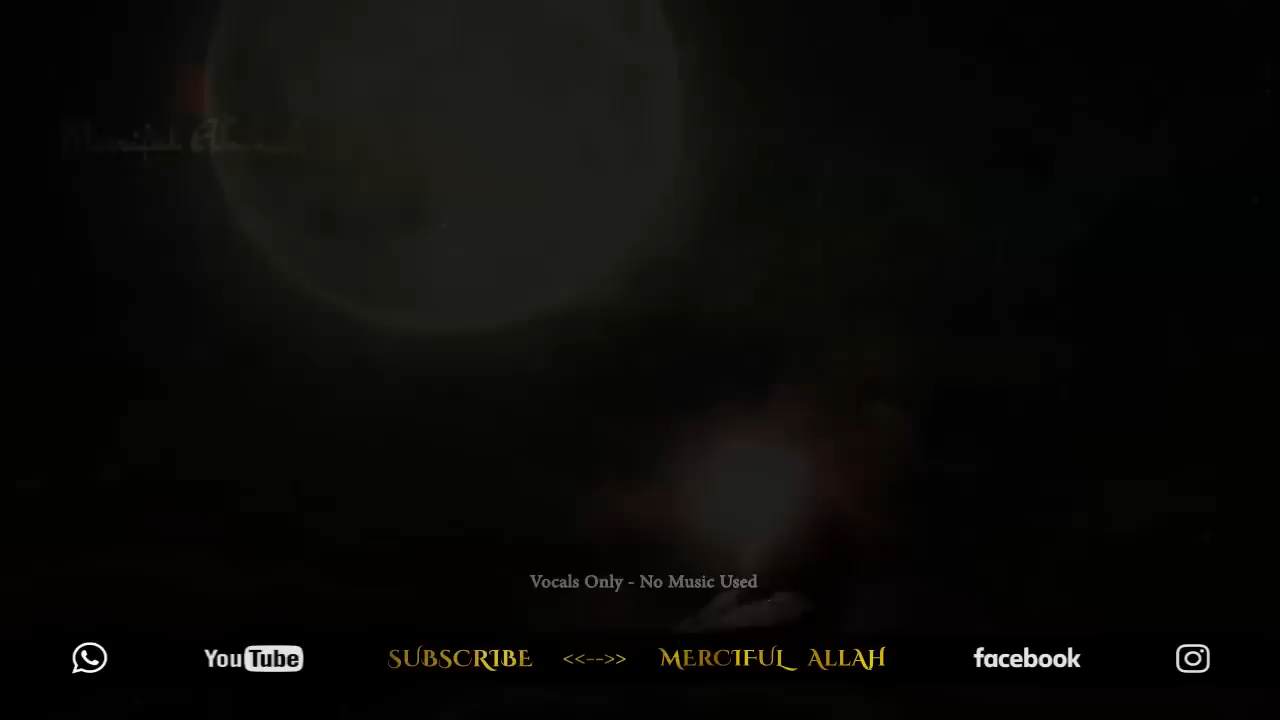 Vocals Only - No Music Used
YouTube SUBSCRIBE <<-->> MERCIFUL ALLAH facebook